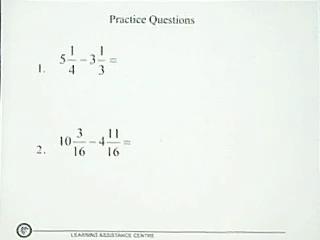 Practice Questions
1. 5 1/4 - 3 1/3 =
2. 10 3/16 - 4 11/16 =
LEARNING ASSISTANCE CENTRE